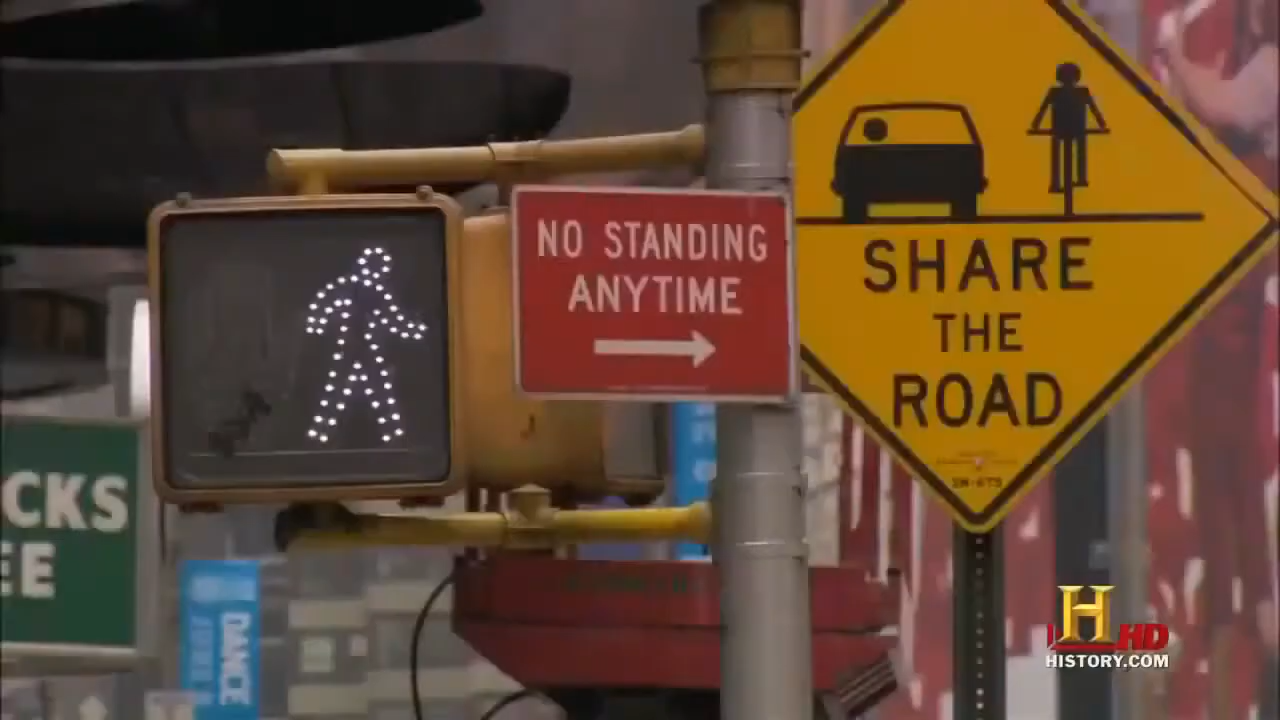 NO STANDING
ANYTIME
SHARE
THE
ROAD
CKS
EE
DANCE
H HD
HISTORY.COM